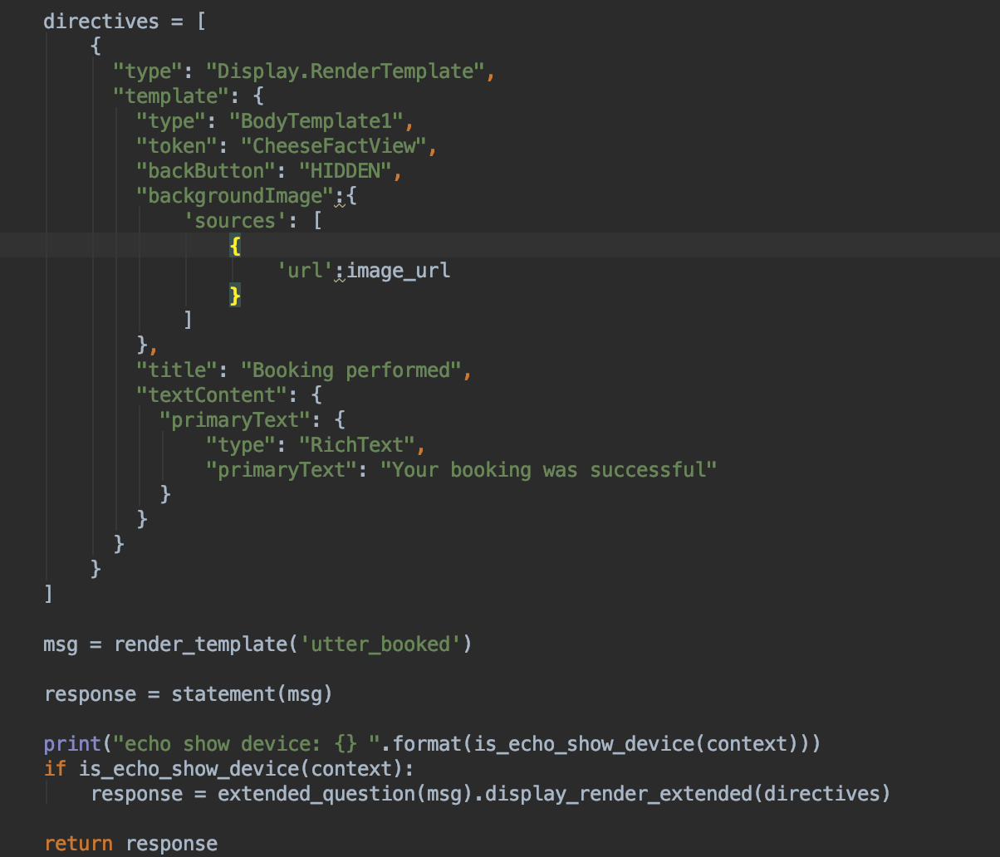 directives = [
    {
      "type": "Display.RenderTemplate",
      "template": {
        "type": "BodyTemplate1",
        "token": "CheeseFactView",
        "backButton": "HIDDEN",
        "backgroundImage":{
            'sources': [
                {
                    'url':image_url
                }
            ]
        },
        "title": "Booking performed",
        "textContent": {
          "primaryText": {
              "type": "RichText",
              "primaryText": "Your booking was successful"
          }
        }
      }
    }
]
msg = render_template('utter_booked')
response = statement(msg)
print("echo show device: {} ".format(is_echo_show_device(context)))
if is_echo_show_device(context):
    response = extended_question(msg).display_render_extended(directives)
return response